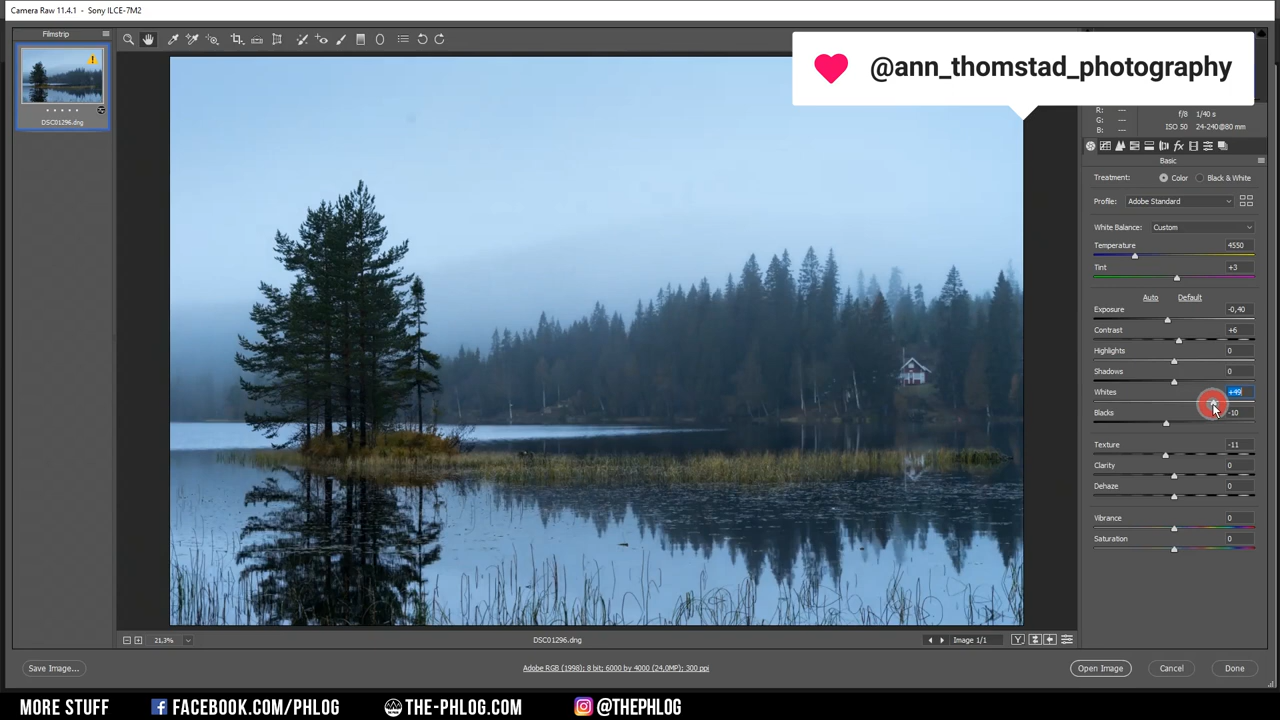 Camera Raw 11.4.1 - Sony ILCE-7M2
Filmstrip
DSC01296.dng
@ann_thomstad_photography
R: ---
G: ---
B: ---
f/8 1/40 s
ISO 50 24-240@80 mm
Basic
Treatment: Color Black & White
Profile: Adobe Standard
White Balance: Custom
Temperature 4550
Tint +3
Auto Default
Exposure -0,40
Contrast +6
Highlights 0
Shadows 0
Whites +49
Blacks -10
Texture -11
Clarity 0
Dehaze 0
Vibrance 0
Saturation 0
21,3%
DSC01296.dng
Image 1/1
Y
Save Image...
Adobe RGB (1998); 8 bit; 6000 by 4000 (24,0MP); 300 ppi
Open Image
Cancel
Done
MORE STUFF
FACEBOOK.COM/PHLOG
THE-PHLOG.COM
@THEPHLOG